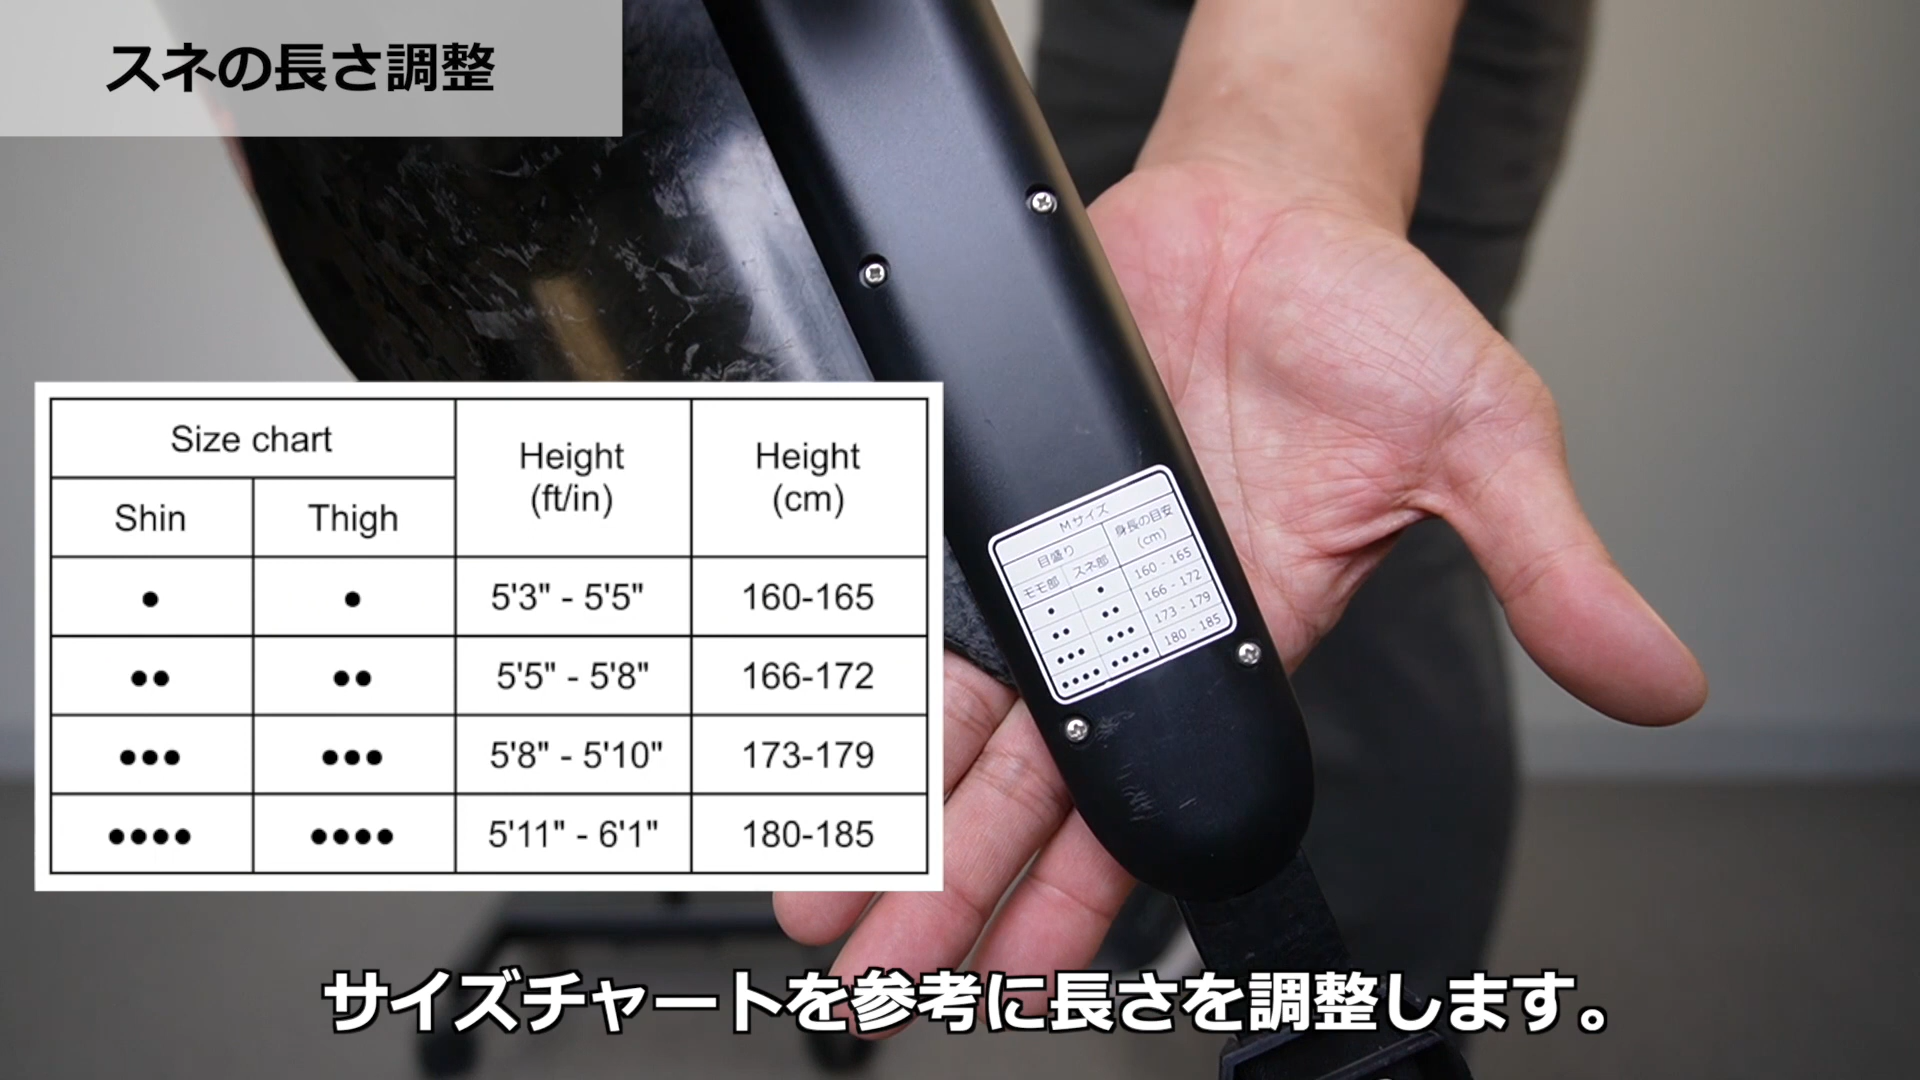 スネの長さ調整
Size chart
Height
(ft/in)
Height
(cm)
Shin
Thigh
● ● 5'3" - 5'5" 160-165
●● ●● 5'5" - 5'8" 166-172
●●● ●●● 5'8" - 5'10" 173-179
●●●● ●●●● 5'11" - 6'1" 180-185
Mサイズ
目盛り
身長の目安
(cm)
モモ部 スネ部
● ● 160 - 165
●● ●● 166 - 172
●●● ●●● 173 - 179
●●●● ●●●● 180 - 185
サイズチャートを参考に長さを調整します。